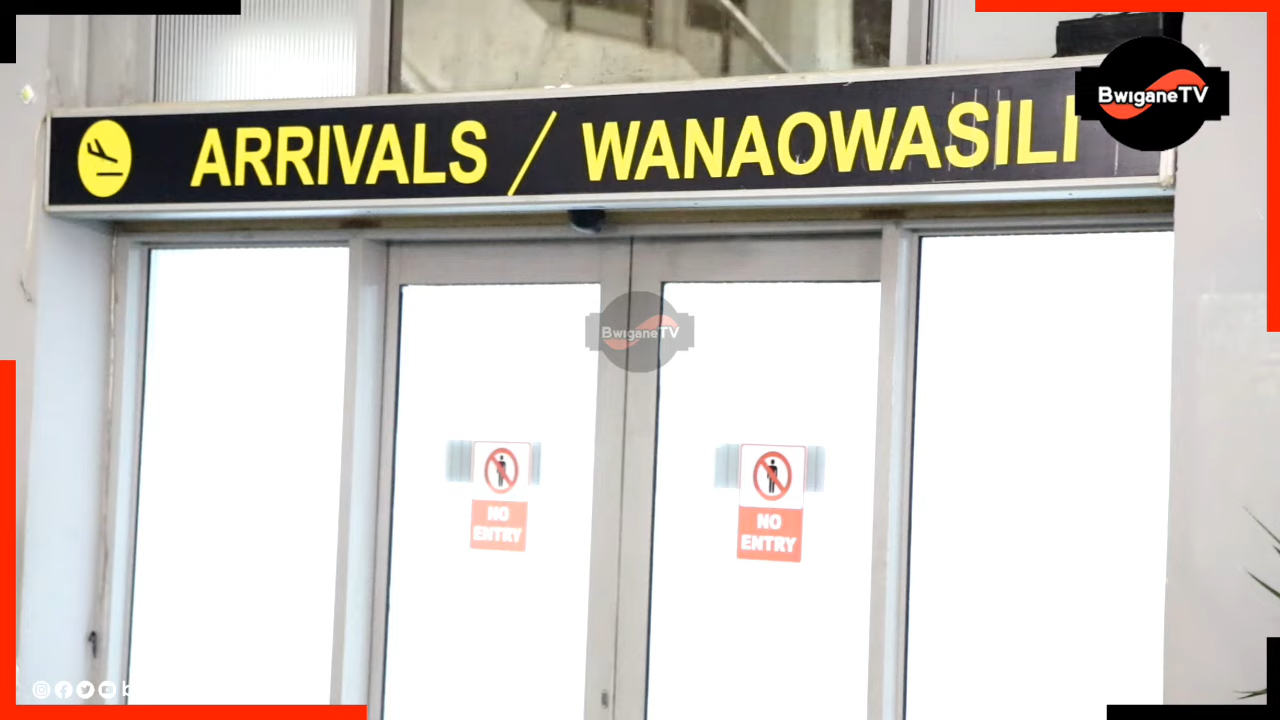 BwiganeTV
ARRIVALS / WANAOWASILI
BwiganeTV
NO
ENTRY
NO
ENTRY